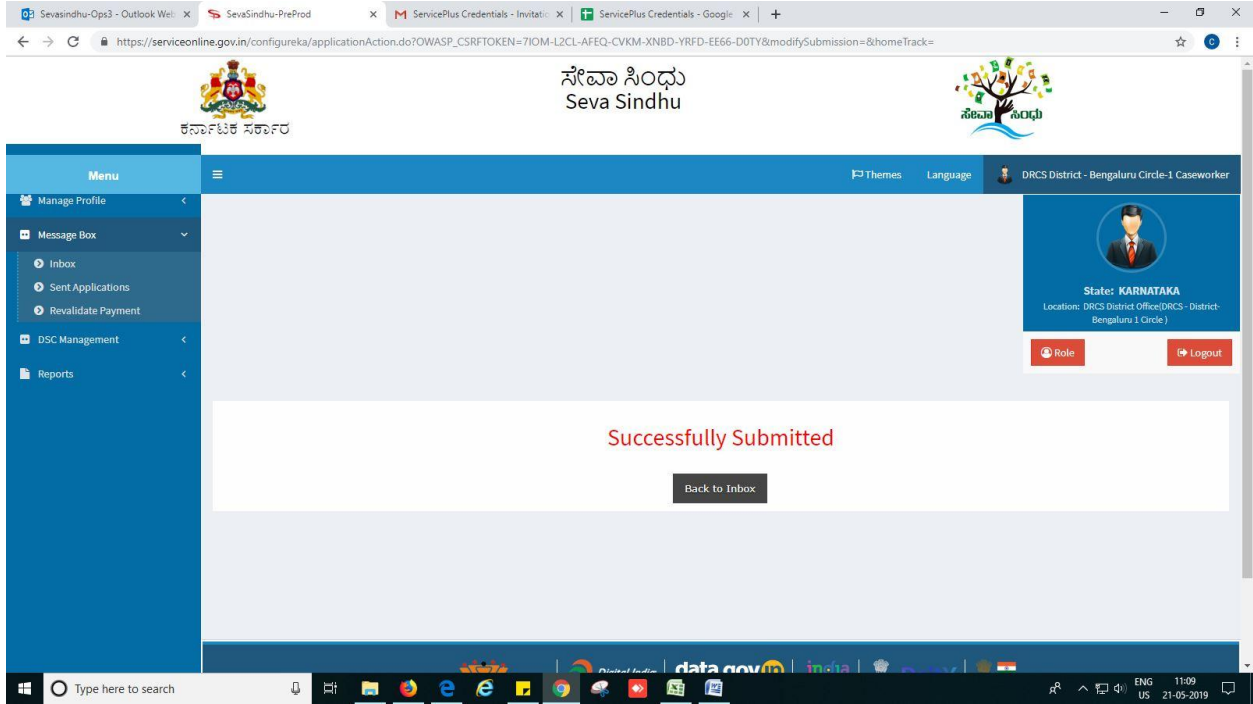 Sevasindhu-Ops3 - Outlook Web
SevaSindhu-PreProd
ServicePlus Credentials - Invitatio
ServicePlus Credentials - Google
https://serviceonline.gov.in/configureka/applicationAction.do?OWASP_CSRFTOKEN=7IOM-L2CL-AFEQ-CVKM-XNBD-YRFD-EE66-D0TY&modifySubmission=&homeTrack=
C
ಕರ್ನಾಟಕ ಸರ್ಕಾರ
ಸೇವಾ ಸಿಂಧು
Seva Sindhu
ಸೇವಾ ಸಿಂಧು
Menu
Themes
Language
DRCS District - Bengaluru Circle-1 Caseworker
Manage Profile
Message Box
Inbox
Sent Applications
Revalidate Payment
DSC Management
Reports
State: KARNATAKA
Location: DRCS District Office(DRCS - District-
Bengaluru 1 Circle )
Role
Logout
Successfully Submitted
Back to Inbox
Digital India
data.gov.in
india
Type here to search
ENG
US
11:09
21-05-2019